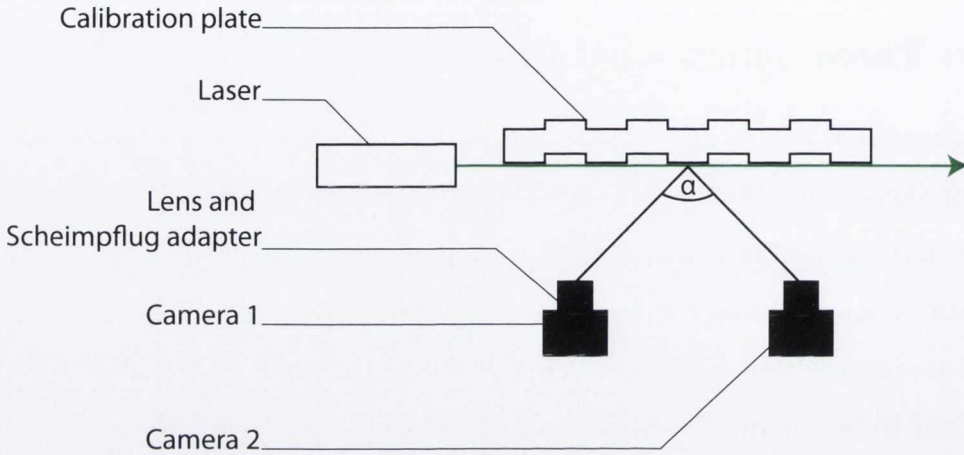 Calibration plate
Laser
α
Lens and
Scheimpflug adapter
Camera 1
Camera 2